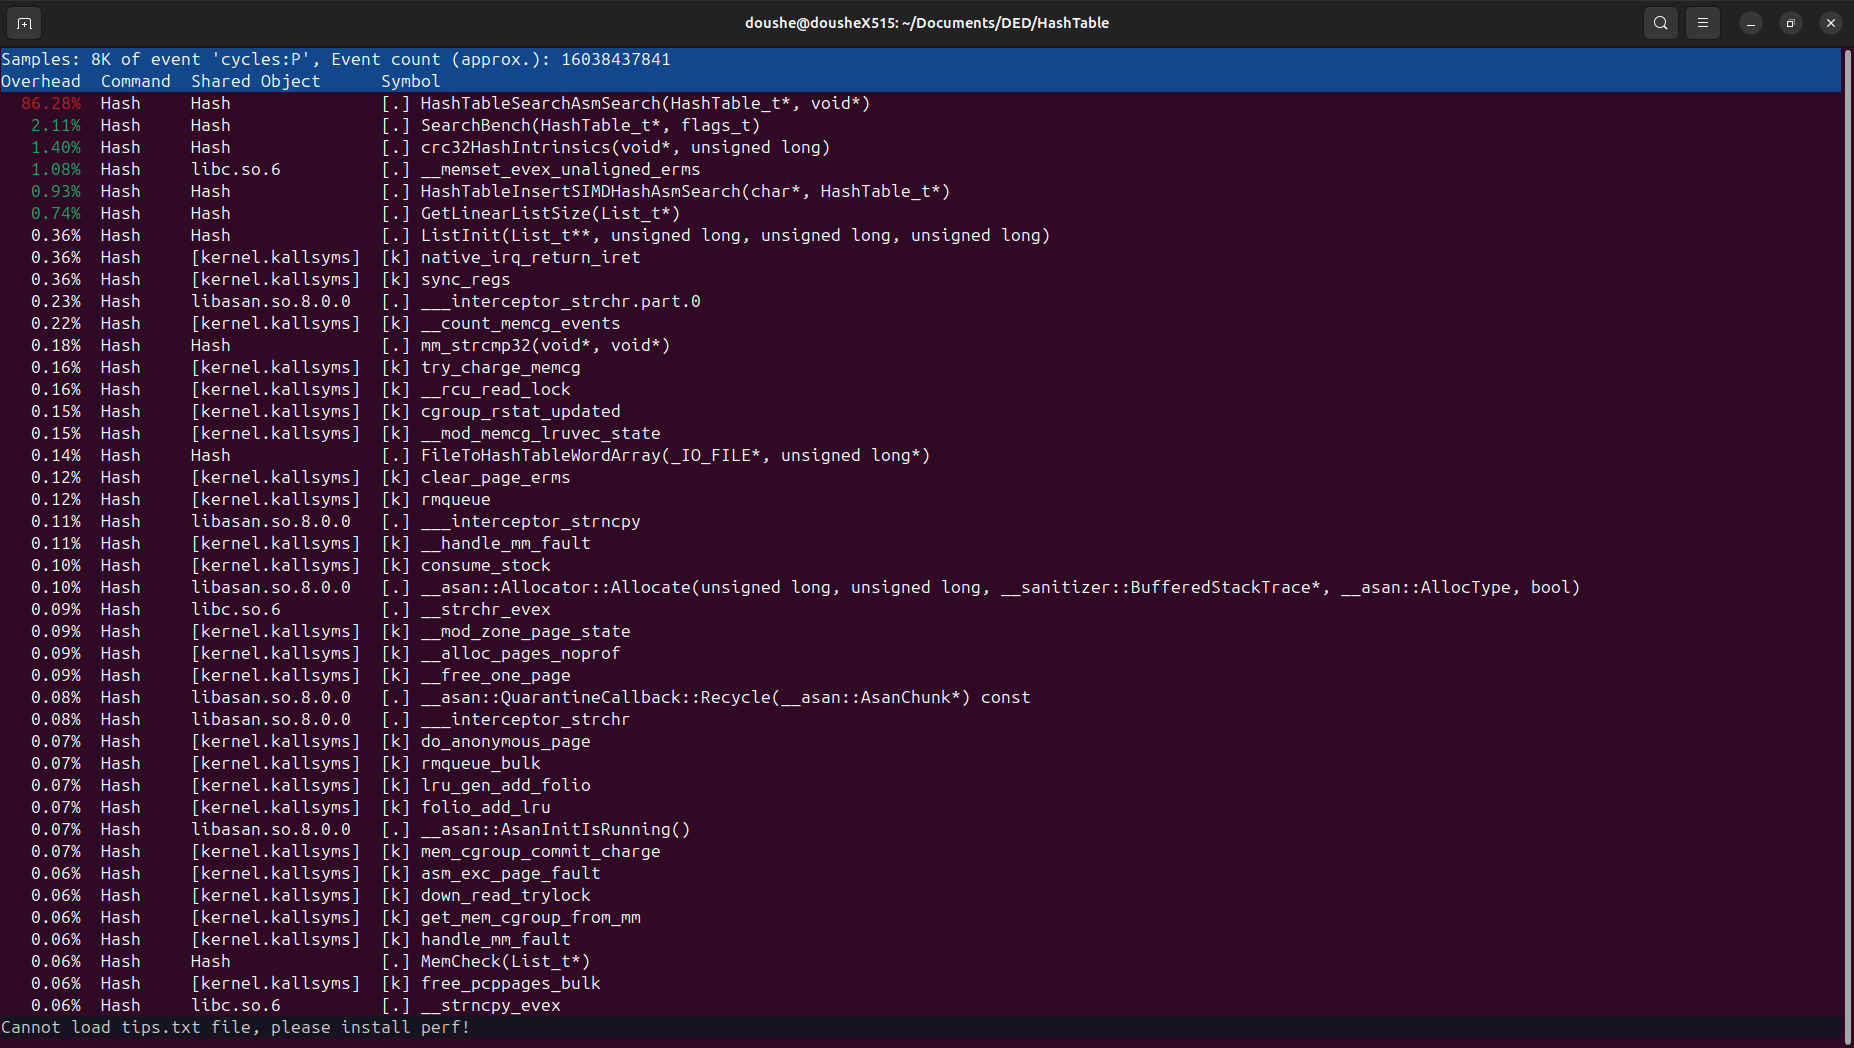 doushe@dousheX515: ~/Documents/DED/HashTable
Samples: 8K of event 'cycles:P', Event count (approx.): 16038437841
Overhead  Command  Shared Object      Symbol
86.28%  Hash     Hash               [.] HashTableSearchAsmSearch(HashTable_t*, void*)
2.11%  Hash     Hash               [.] SearchBench(HashTable_t*, flags_t)
1.40%  Hash     Hash               [.] crc32HashIntrinsics(void*, unsigned long)
1.08%  Hash     libc.so.6          [.] __memset_evex_unaligned_erms
0.93%  Hash     Hash               [.] HashTableInsertSIMDHashAsmSearch(char*, HashTable_t*)
0.74%  Hash     Hash               [.] GetLinearListSize(List_t*)
0.36%  Hash     Hash               [.] ListInit(List_t**, unsigned long, unsigned long, unsigned long)
0.36%  Hash     [kernel.kallsyms]  [k] native_irq_return_iret
0.36%  Hash     [kernel.kallsyms]  [k] sync_regs
0.23%  Hash     libasan.so.8.0.0   [.] ___interceptor_strchr.part.0
0.22%  Hash     [kernel.kallsyms]  [k] __count_memcg_events
0.18%  Hash     Hash               [.] mm_strcmp32(void*, void*)
0.16%  Hash     [kernel.kallsyms]  [k] try_charge_memcg
0.16%  Hash     [kernel.kallsyms]  [k] __rcu_read_lock
0.15%  Hash     [kernel.kallsyms]  [k] cgroup_rstat_updated
0.15%  Hash     [kernel.kallsyms]  [k] __mod_memcg_lruvec_state
0.14%  Hash     Hash               [.] FileToHashTableWordArray(_IO_FILE*, unsigned long*)
0.12%  Hash     [kernel.kallsyms]  [k] clear_page_erms
0.12%  Hash     [kernel.kallsyms]  [k] rmqueue
0.11%  Hash     libasan.so.8.0.0   [.] ___interceptor_strncpy
0.11%  Hash     [kernel.kallsyms]  [k] __handle_mm_fault
0.10%  Hash     [kernel.kallsyms]  [k] consume_stock
0.10%  Hash     libasan.so.8.0.0   [.] __asan::Allocator::Allocate(unsigned long, unsigned long, __sanitizer::BufferedStackTrace*, __asan::AllocType, bool)
0.09%  Hash     libc.so.6          [.] __strchr_evex
0.09%  Hash     [kernel.kallsyms]  [k] __mod_zone_page_state
0.09%  Hash     [kernel.kallsyms]  [k] __alloc_pages_noprof
0.09%  Hash     [kernel.kallsyms]  [k] __free_one_page
0.08%  Hash     libasan.so.8.0.0   [.] __asan::QuarantineCallback::Recycle(__asan::AsanChunk*) const
0.08%  Hash     libasan.so.8.0.0   [.] ___interceptor_strchr
0.07%  Hash     [kernel.kallsyms]  [k] do_anonymous_page
0.07%  Hash     [kernel.kallsyms]  [k] rmqueue_bulk
0.07%  Hash     [kernel.kallsyms]  [k] lru_gen_add_folio
0.07%  Hash     [kernel.kallsyms]  [k] folio_add_lru
0.07%  Hash     libasan.so.8.0.0   [.] __asan::AsanInitIsRunning()
0.07%  Hash     [kernel.kallsyms]  [k] mem_cgroup_commit_charge
0.06%  Hash     [kernel.kallsyms]  [k] asm_exc_page_fault
0.06%  Hash     [kernel.kallsyms]  [k] down_read_trylock
0.06%  Hash     [kernel.kallsyms]  [k] get_mem_cgroup_from_mm
0.06%  Hash     [kernel.kallsyms]  [k] handle_mm_fault
0.06%  Hash     Hash               [.] MemCheck(List_t*)
0.06%  Hash     [kernel.kallsyms]  [k] free_pcppages_bulk
0.06%  Hash     libc.so.6          [.] __strncpy_evex
Cannot load tips.txt file, please install perf!